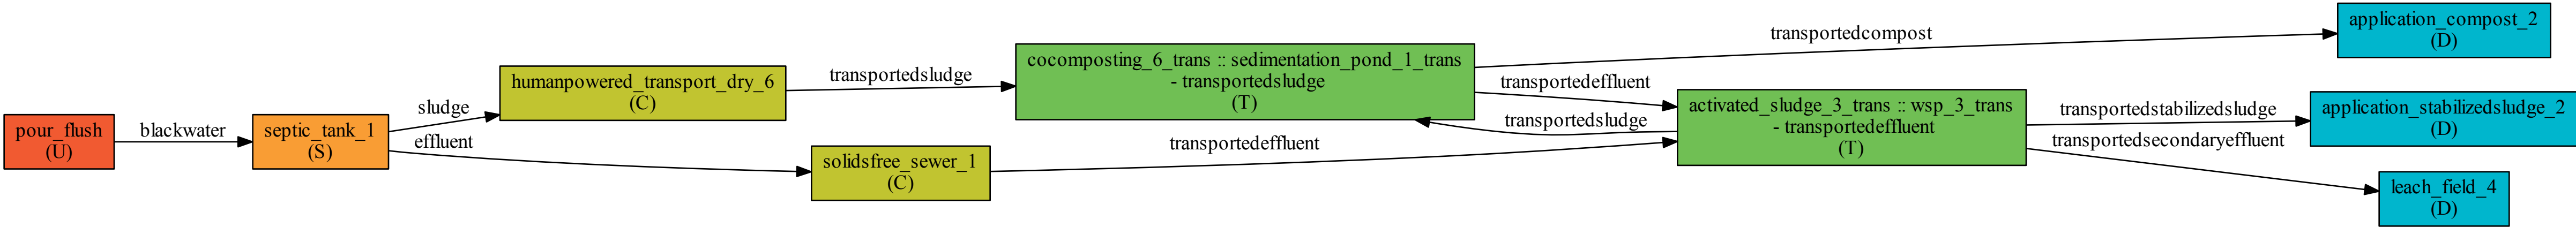 pour_flush
(U)
blackwater
septic_tank_1
(S)
sludge
effluent
humanpowered_transport_dry_6
(C)
solidsfree_sewer_1
(C)
transportedsludge
transportedeffluent
cocomposting_6_trans :: sedimentation_pond_1_trans
- transportedsludge
(T)
transportedcompost
transportedeffluent
transportedsludge
activated_sludge_3_trans :: wsp_3_trans
- transportedeffluent
(T)
transportedstabilizedsludge
transportedsecondaryeffluent
application_compost_2
(D)
application_stabilizedsludge_2
(D)
leach_field_4
(D)